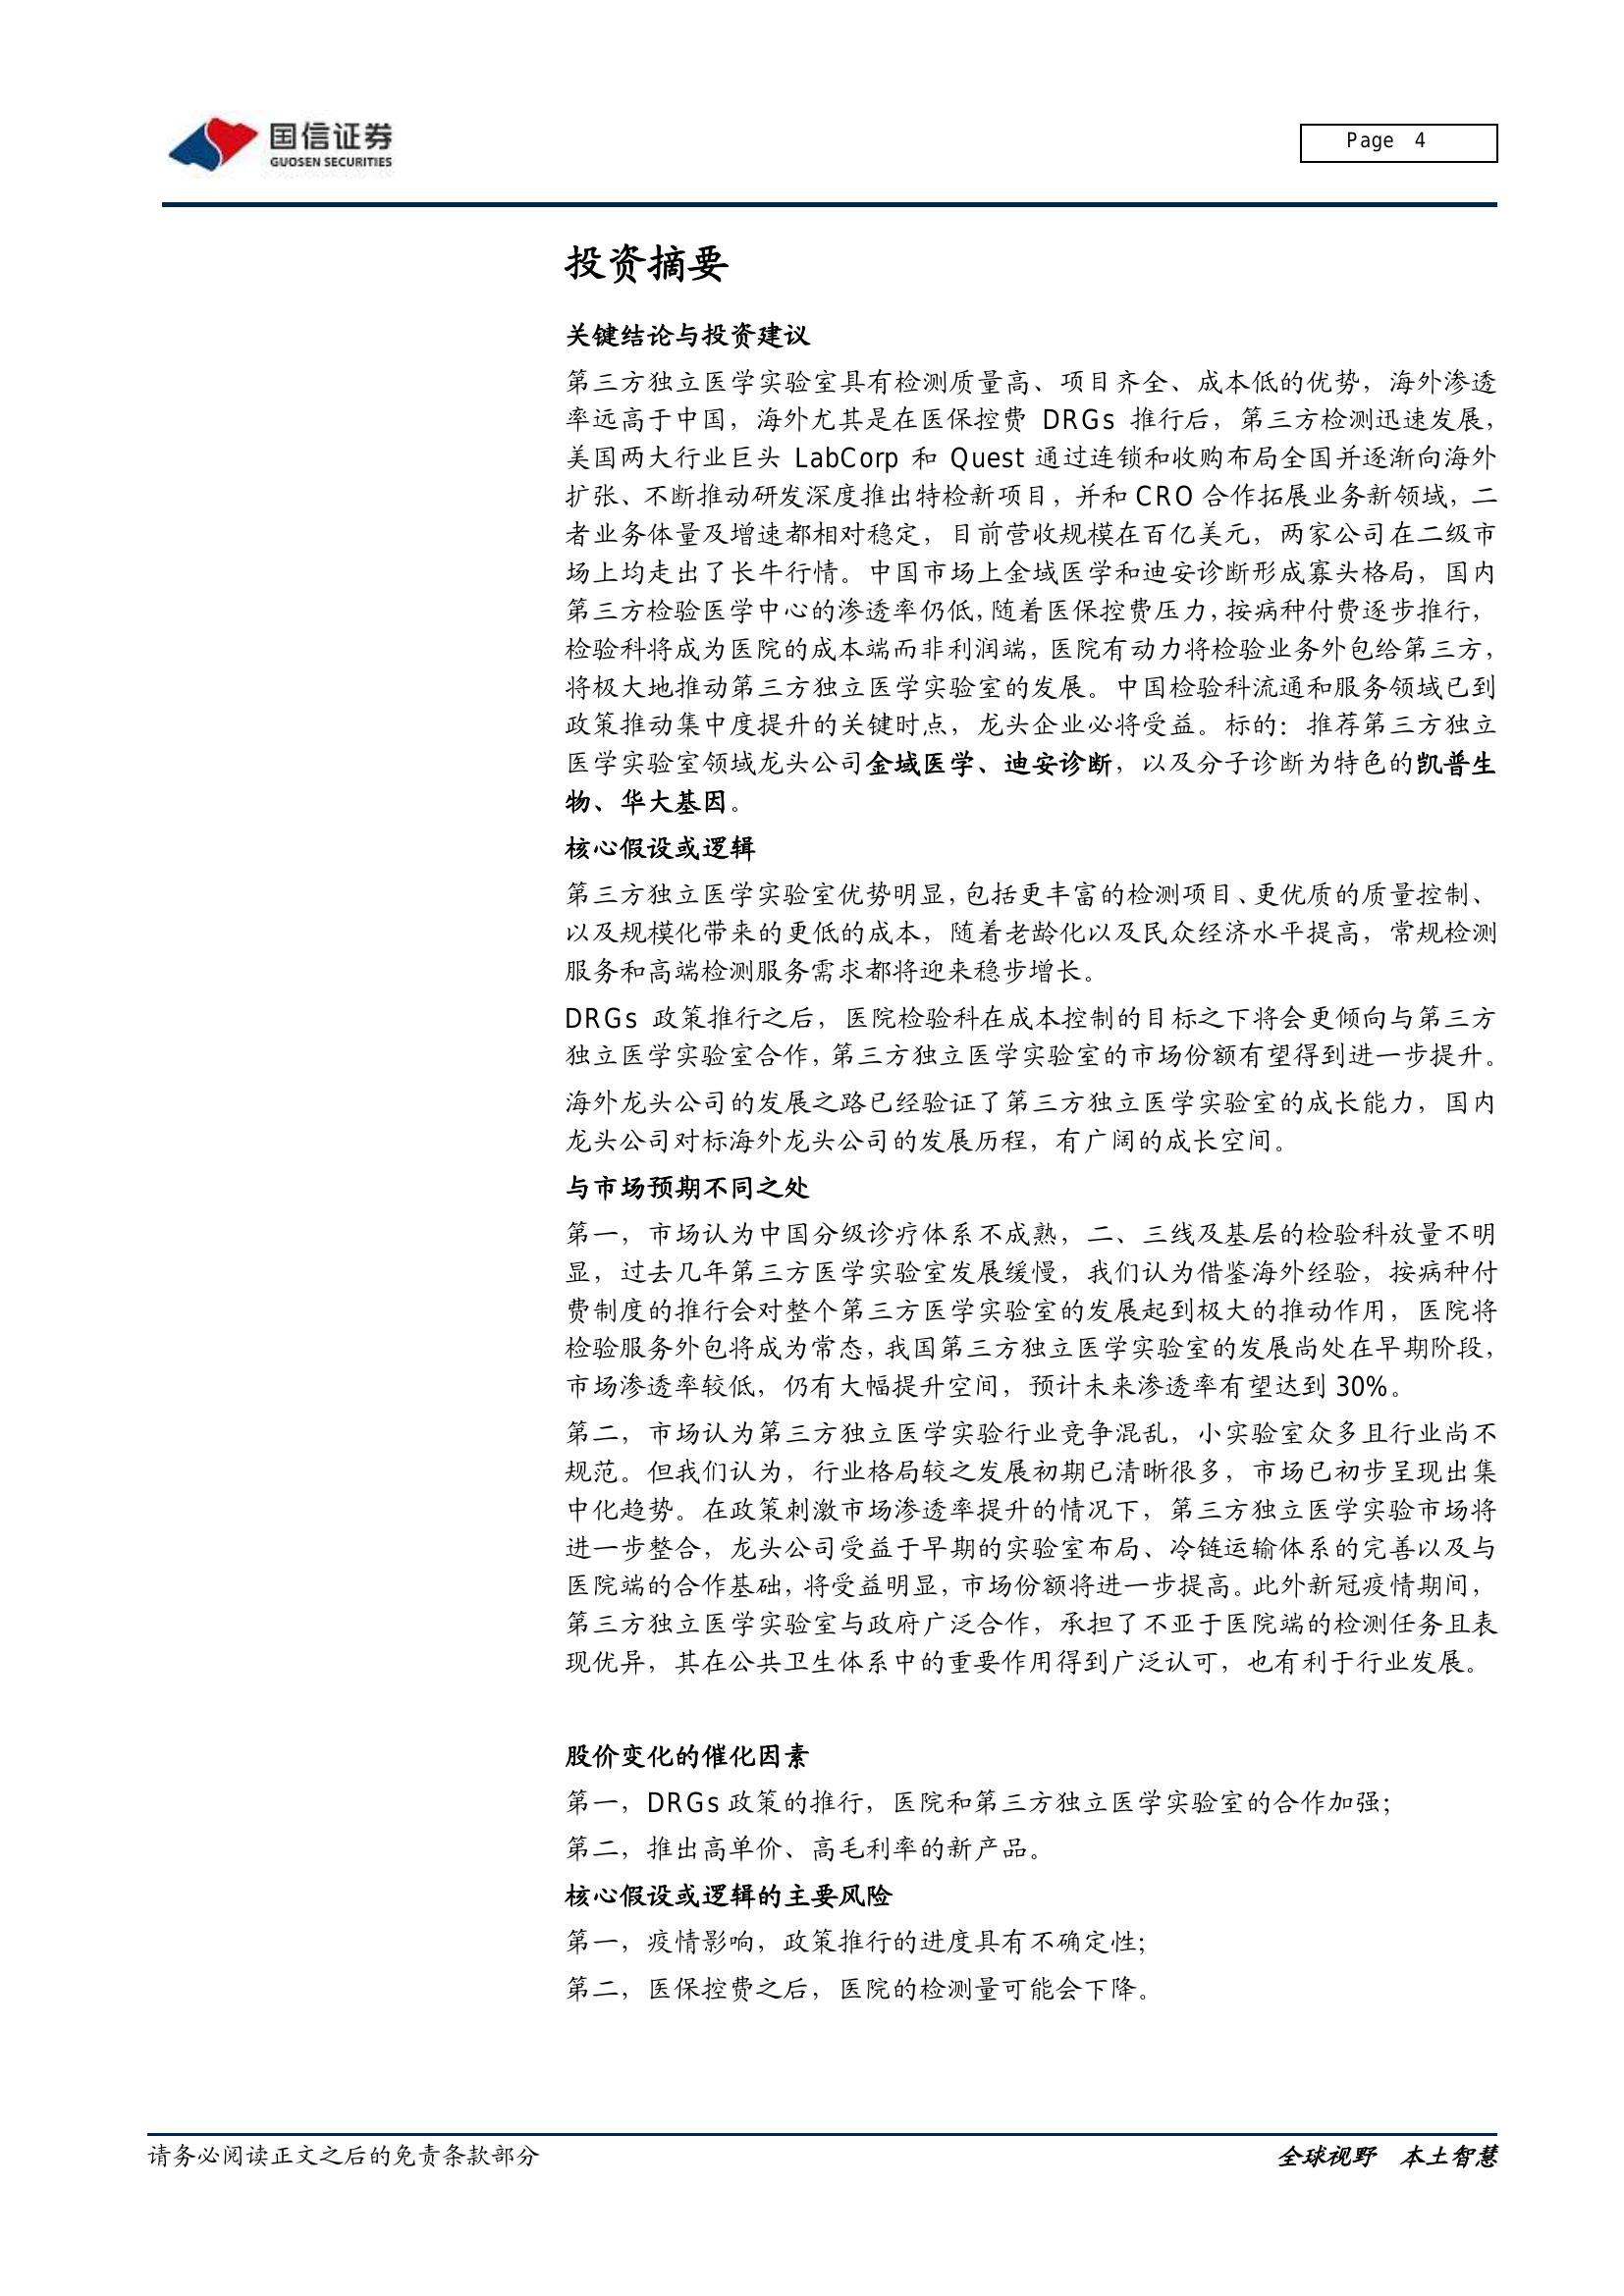 国信证券
GUOSEN SECURITIES
Page 4
投资摘要
关键结论与投资建议
第三方独立医学实验室具有检测质量高、项目齐全、成本低的优势，海外渗透
率远高于中国，海外尤其是在医保控费 DRGs 推行后，第三方检测迅速发展，
美国两大行业巨头 LabCorp 和 Quest 通过连锁和收购布局全国并逐渐向海外
扩张、不断推动研发深度推出特检新项目，并和 CRO 合作拓展业务新领域，二
者业务体量及增速都相对稳定，目前营收规模在百亿美元，两家公司在二级市
场上均走出了长牛行情。中国市场上金域医学和迪安诊断形成寡头格局，国内
第三方检验医学中心的渗透率仍低，随着医保控费压力，按病种付费逐步推行，
检验科将成为医院的成本端而非利润端，医院有动力将检验业务外包给第三方，
将极大地推动第三方独立医学实验室的发展。中国检验科流通和服务领域已到
政策推动集中度提升的关键时点，龙头企业必将受益。标的：推荐第三方独立
医学实验室领域龙头公司金域医学、迪安诊断，以及分子诊断为特色的凯普生
物、华大基因。
核心假设或逻辑
第三方独立医学实验室优势明显，包括更丰富的检测项目、更优质的质量控制、
以及规模化带来的更低的成本，随着老龄化以及民众经济水平提高，常规检测
服务和高端检测服务需求都将迎来稳步增长。
DRGs 政策推行之后，医院检验科在成本控制的目标之下将会更倾向与第三方
独立医学实验室合作，第三方独立医学实验室的市场份额有望得到进一步提升。
海外龙头公司的发展之路已经验证了第三方独立医学实验室的成长能力，国内
龙头公司对标海外龙头公司的发展历程，有广阔的成长空间。
与市场预期不同之处
第一，市场认为中国分级诊疗体系不成熟，二、三线及基层的检验科放量不明
显，过去几年第三方医学实验室发展缓慢，我们认为借鉴海外经验，按病种付
费制度的推行会对整个第三方医学实验室的发展起到极大的推动作用，医院将
检验服务外包将成为常态，我国第三方独立医学实验室的发展尚处在早期阶段，
市场渗透率较低，仍有大幅提升空间，预计未来渗透率有望达到 30%。
第二，市场认为第三方独立医学实验行业竞争混乱，小实验室众多且行业尚不
规范。但我们认为，行业格局较之发展初期已清晰很多，市场已初步呈现出集
中化趋势。在政策刺激市场渗透率提升的情况下，第三方独立医学实验市场将
进一步整合，龙头公司受益于早期的实验室布局、冷链运输体系的完善以及与
医院端的合作基础，将受益明显，市场份额将进一步提高。此外新冠疫情期间，
第三方独立医学实验室与政府广泛合作，承担了不亚于医院端的检测任务且表
现优异，其在公共卫生体系中的重要作用得到广泛认可，也有利于行业发展。
股价变化的催化因素
第一，DRGs 政策的推行，医院和第三方独立医学实验室的合作加强；
第二，推出高单价、高毛利率的新产品。
核心假设或逻辑的主要风险
第一，疫情影响，政策推行的进度具有不确定性；
第二，医保控费之后，医院的检测量可能会下降。
请务必阅读正文之后的免责条款部分
全球视野 本土智慧